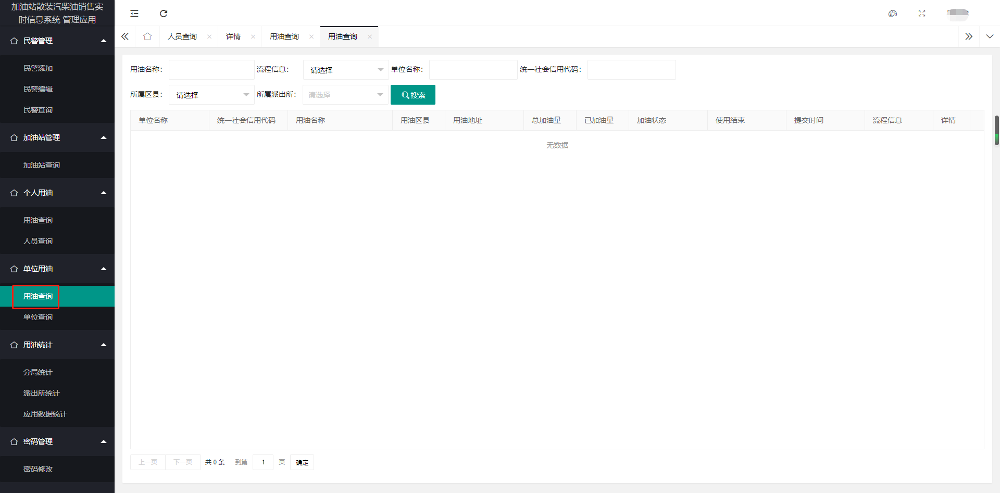 加油站散装汽柴油销售实
时信息系统 管理应用
民警管理
民警添加
民警编辑
民警查询
加油站管理
加油站查询
个人用油
用油查询
人员查询
单位用油
用油查询
单位查询
用油统计
分局统计
派出所统计
应用数据统计
密码管理
密码修改
人员查询 详情 用油查询 用油查询
用油名称： 流程信息： 请选择 单位名称： 统一社会信用代码：
所属区县： 请选择 所属派出所： 请选择 搜索
单位名称 统一社会信用代码 用油名称 用油区县 用油地址 总加油量 已加油量 加油状态 使用结束 提交时间 流程信息 详情
无数据
上一页 下一页 共 0 条 到第 1 页 确定